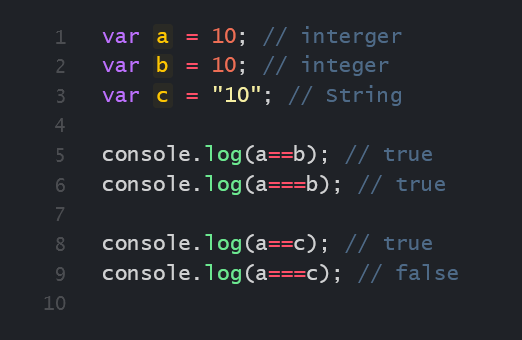 1 var a = 10; // interger
2 var b = 10; // integer
3 var c = "10"; // String
4
5 console.log(a==b); // true
6 console.log(a===b); // true
7
8 console.log(a==c); // true
9 console.log(a===c); // false
10